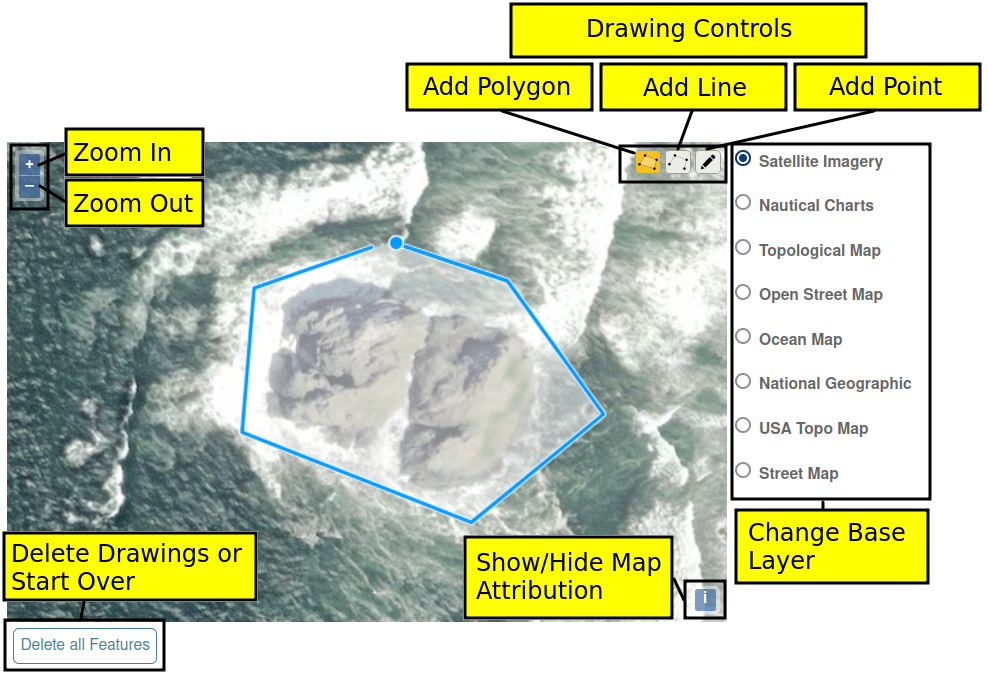 Drawing Controls
Add Polygon
Add Line
Add Point
+
Zoom In
−
Zoom Out
Satellite Imagery
Nautical Charts
Topological Map
Open Street Map
Ocean Map
National Geographic
USA Topo Map
Street Map
Change Base
Layer
Delete Drawings or
Start Over
Show/Hide Map
Attribution
i
Delete all Features